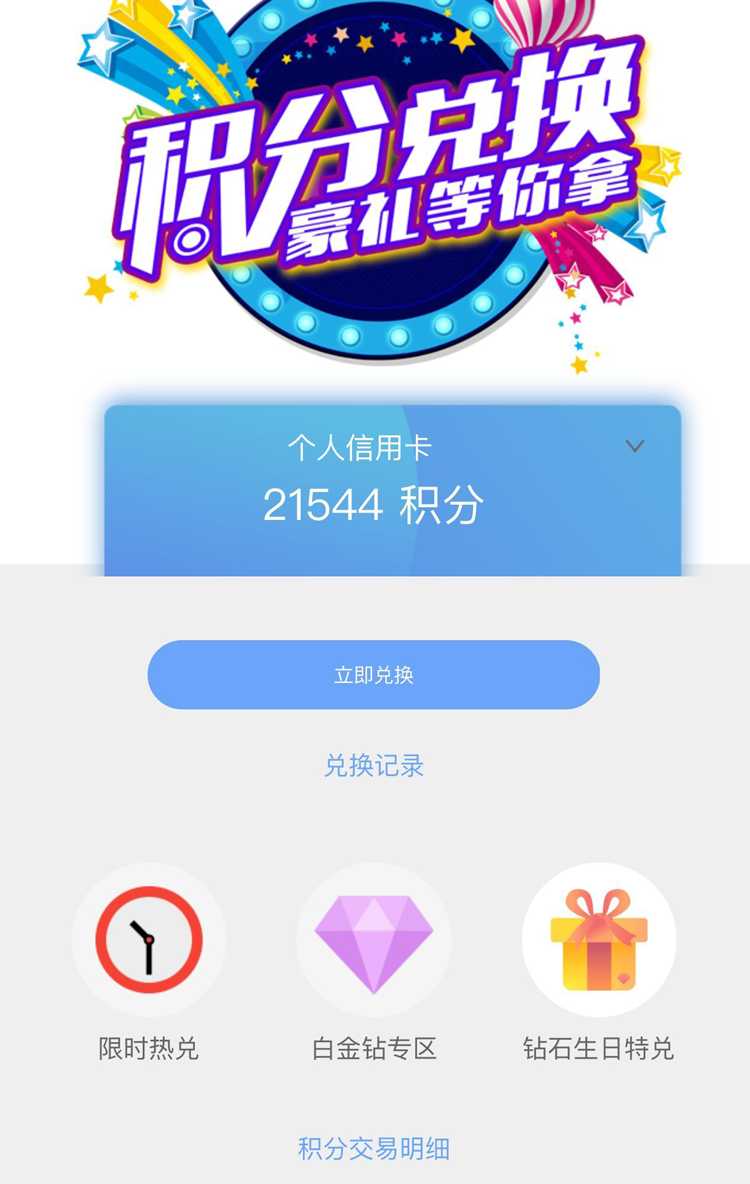 积分兑换
豪礼等你拿
个人信用卡
21544 积分
立即兑换
兑换记录
限时热兑
白金钻专区
钻石生日特兑
积分交易明细